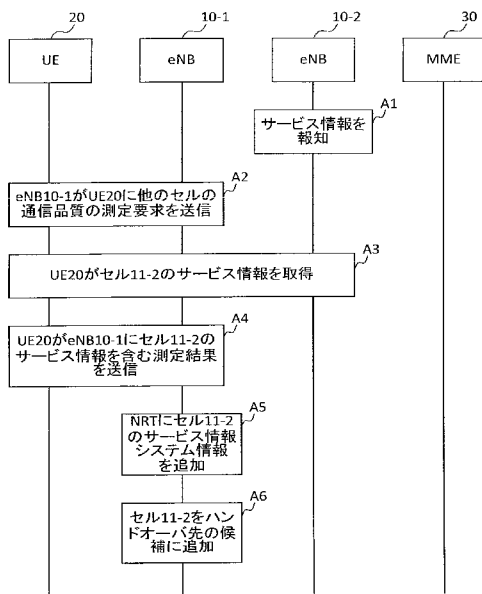 20
10-1
10-2
30
UE
eNB
eNB
MME
A1
サービス情報を
報知
A2
eNB10-1がUE20に他のセルの
通信品質の測定要求を送信
A3
UE20がセル11-2のサービス情報を取得
A4
UE20がeNB10-1にセル11-2の
サービス情報を含む測定結果
を送信
A5
NRTにセル11-2
のサービス情報
システム情報
を追加
A6
セル11-2をハン
ドオーバ先の候
補に追加